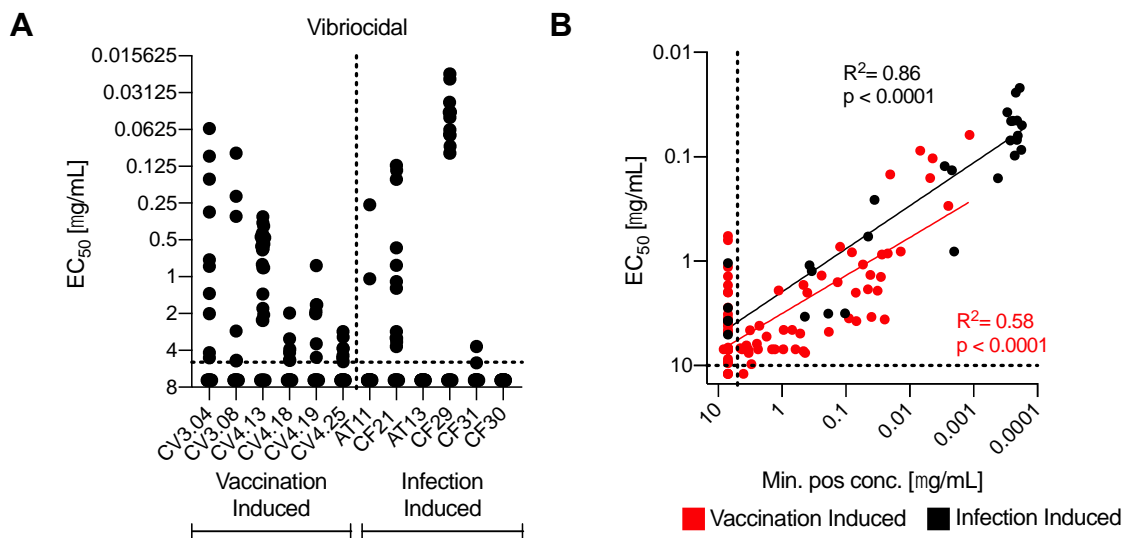 A
Vibriocidal
EC50 [µg/mL]
0.015625
0.03125
0.0625
0.125
0.25
0.5
1
2
4
8
CV3.04
CV3.08
CV4.13
CV4.18
CV4.19
CV4.25
AT11
CF21
AT13
CF29
CF31
CF30
Vaccination
Induced
Infection
Induced
B
EC50 [µg/mL]
0.01
0.1
1
10
R2= 0.86
p < 0.0001
R2= 0.58
p < 0.0001
10
1
0.1
0.01
0.001
0.0001
Min. pos conc. [µg/mL]
Vaccination Induced
Infection Induced